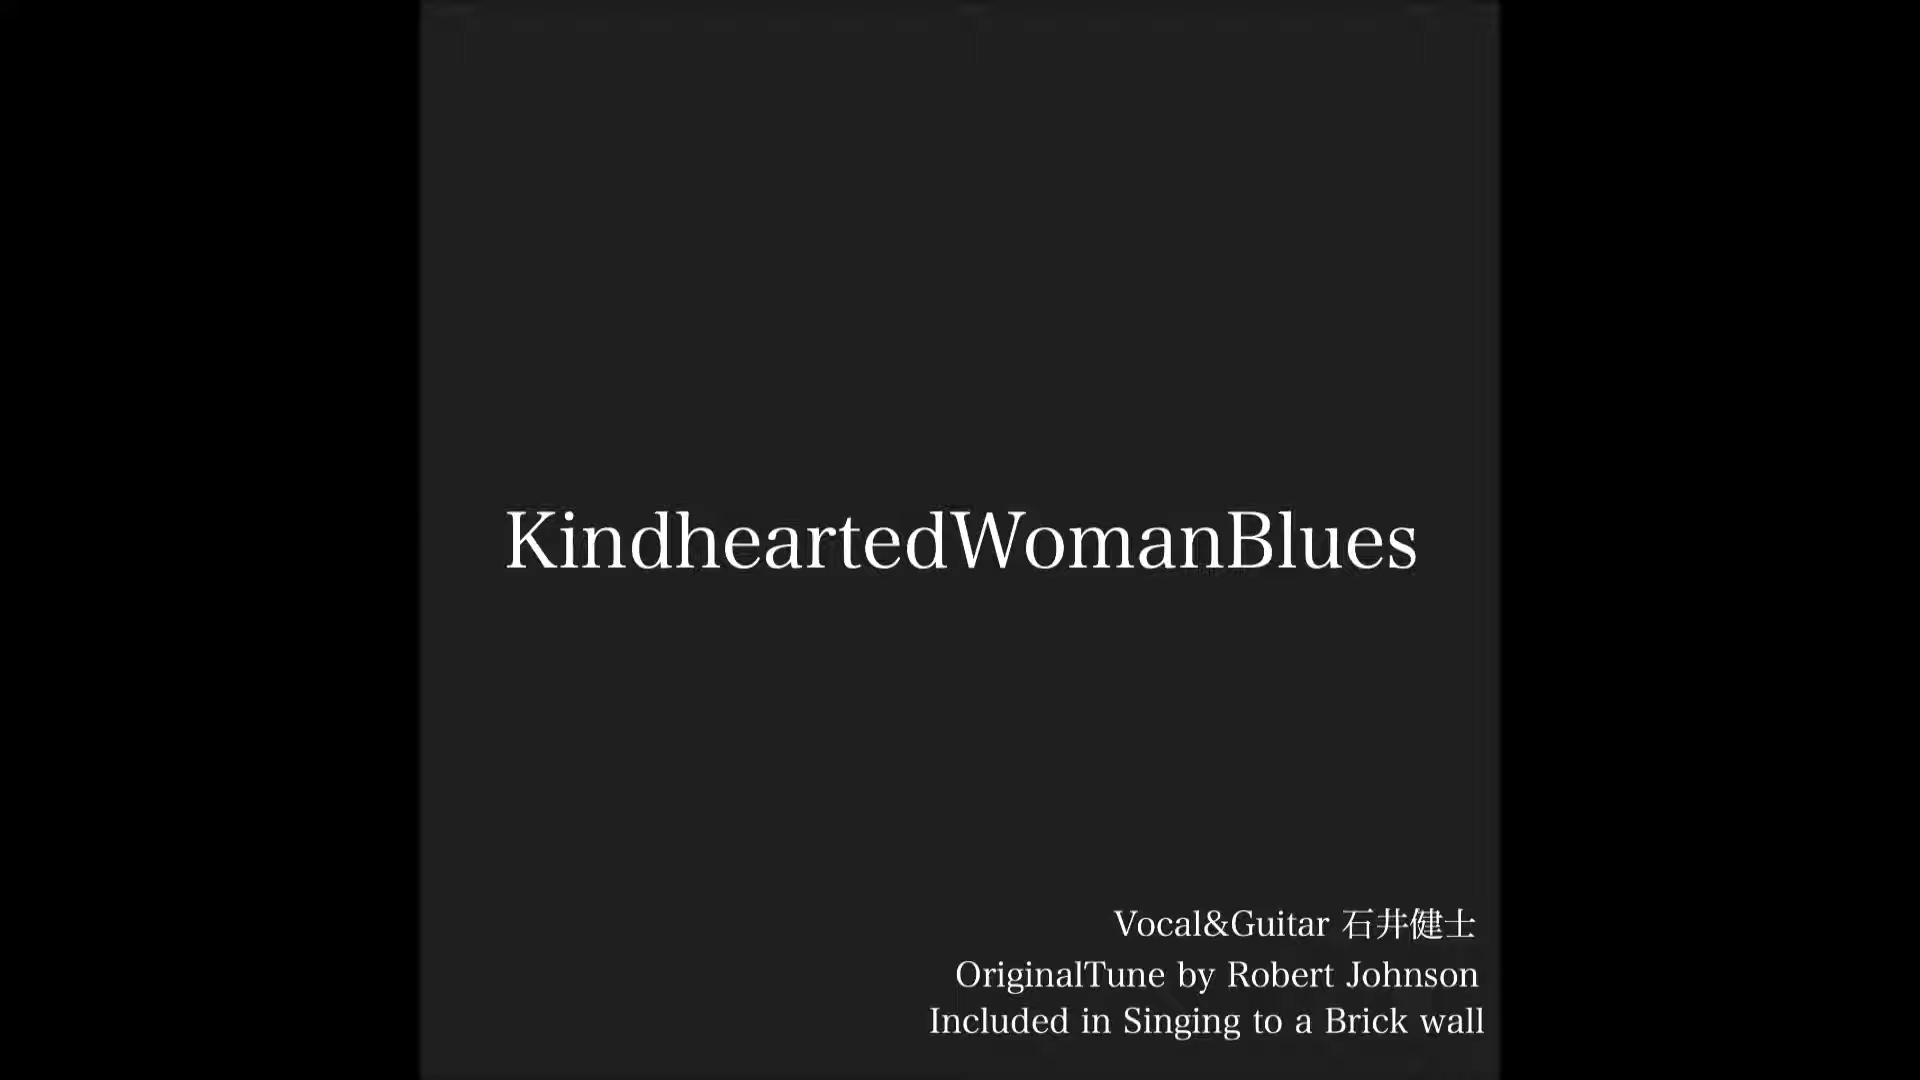 KindheartedWomanBlues
Vocal&Guitar 石井健士
OriginalTune by Robert Johnson
Included in Singing to a Brick wall